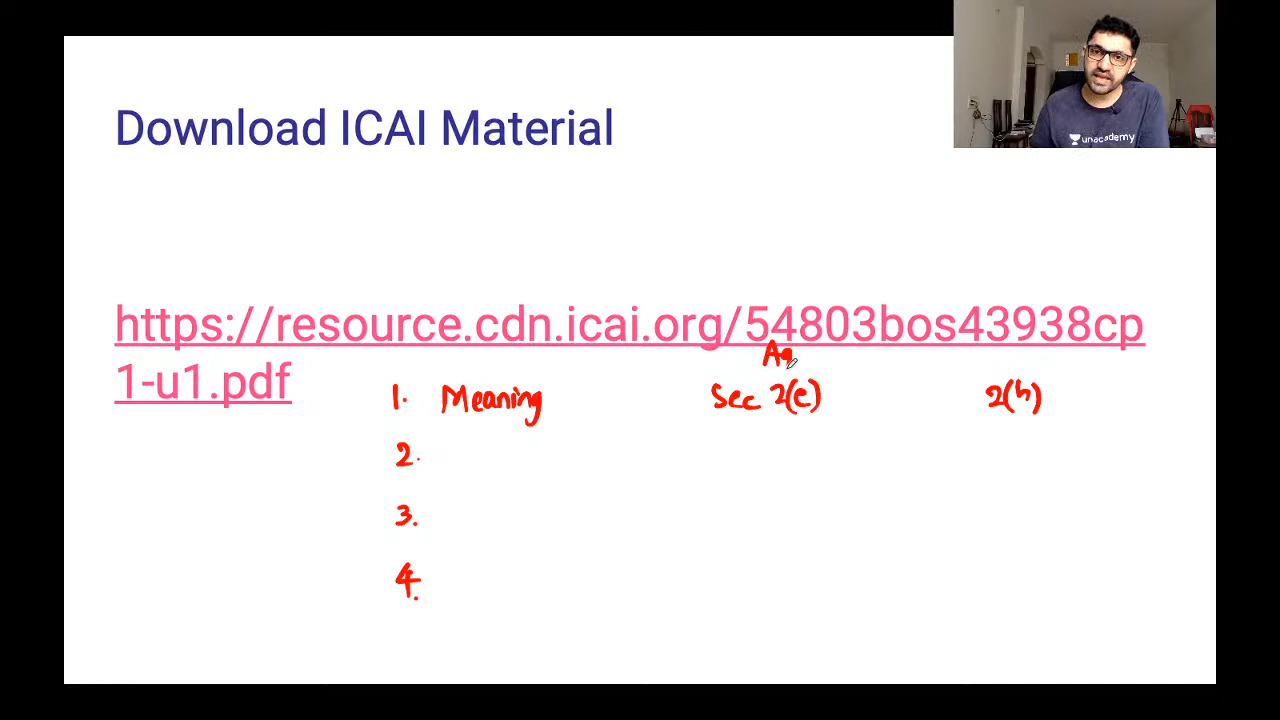 Download ICAI Material
unacademy
https://resource.cdn.icai.org/54803bos43938cp
1-u1.pdf
Ag
1. Meaning Sec 2(e) 2(h)
2.
3.
4.